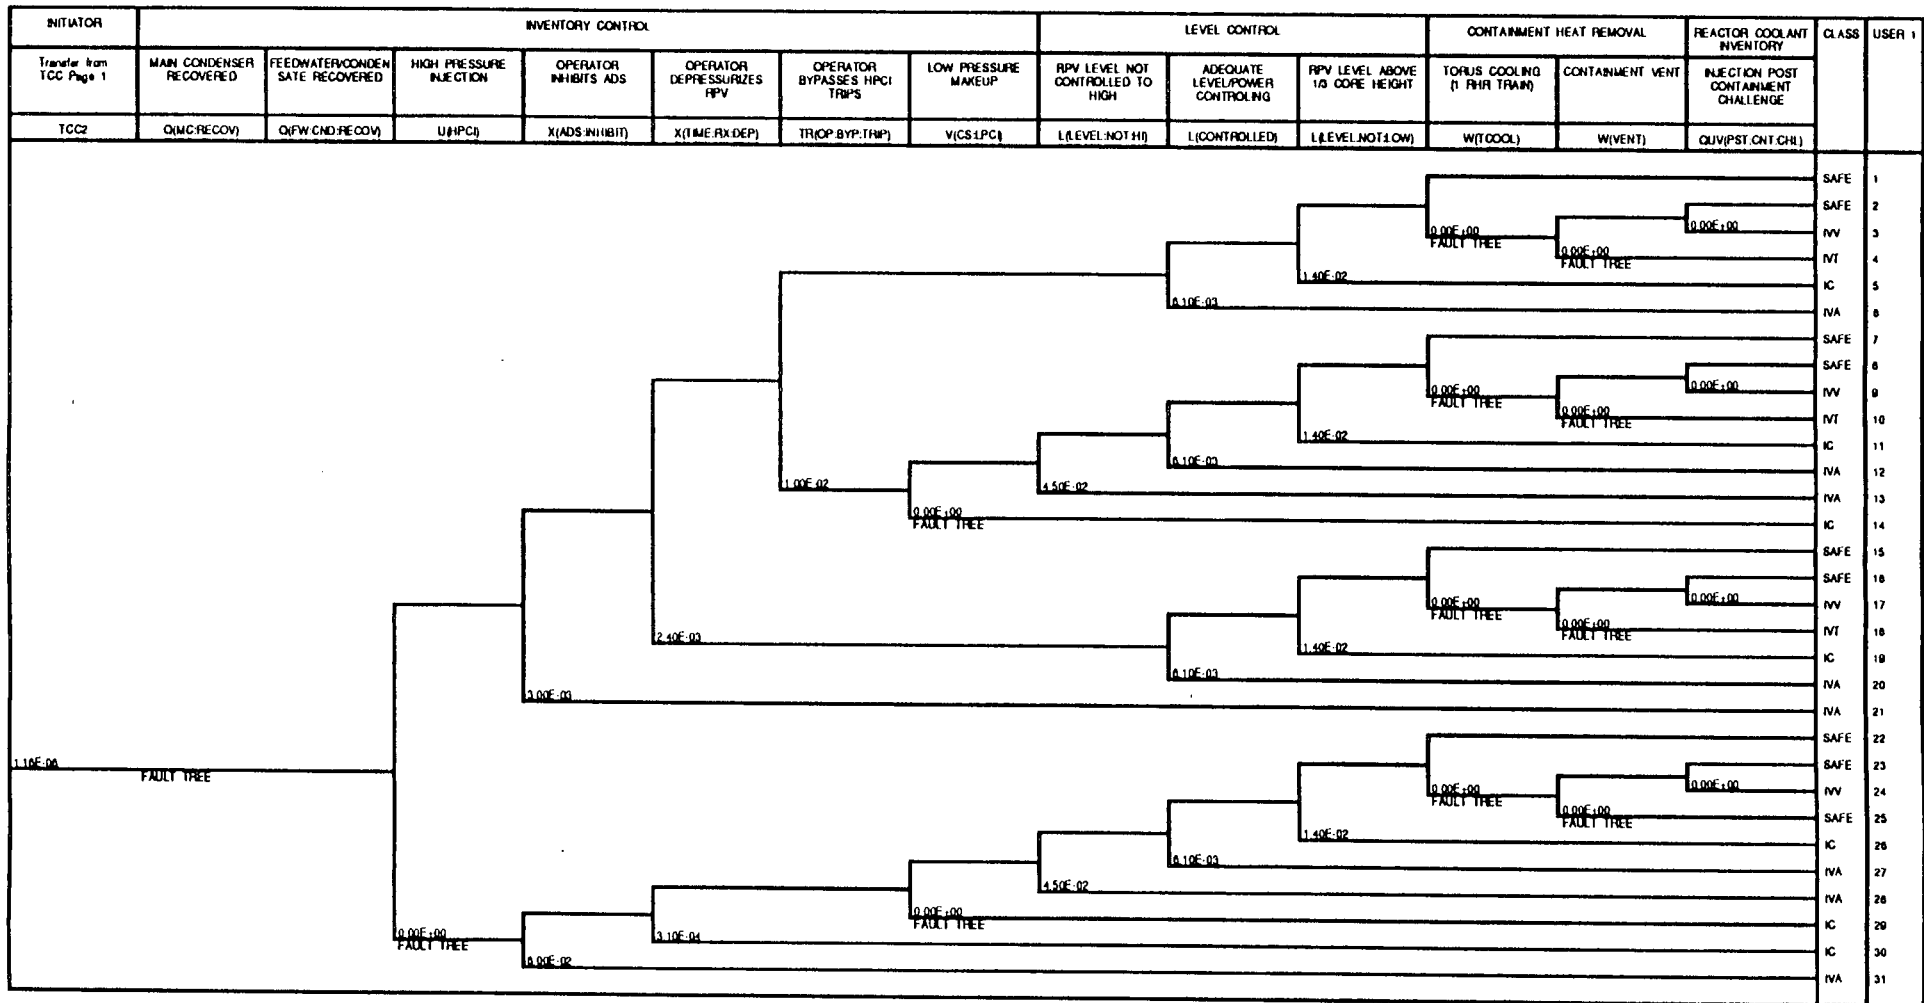 INITIATOR
INVENTORY CONTROL
LEVEL CONTROL
CONTAINMENT HEAT REMOVAL
REACTOR COOLANT
INVENTORY
CLASS
USER 1
Transfer from
TCC Page 1
MAIN CONDENSER
RECOVERED
FEEDWATER/CONDEN
SATE RECOVERED
HIGH PRESSURE
INJECTION
OPERATOR
INHIBITS ADS
OPERATOR
DEPRESSURIZES
RPV
OPERATOR
BYPASSES HPCI
TRIPS
LOW PRESSURE
MAKEUP
RPV LEVEL NOT
CONTROLLED TO
HIGH
ADEQUATE
LEVEL/POWER
CONTROLING
RPV LEVEL ABOVE
1/3 CORE HEIGHT
TORUS COOLING
(1 RHR TRAIN)
CONTAINMENT VENT
INJECTION POST
CONTAINMENT
CHALLENGE
TCC2
Q(MC:RECOV)
Q(FW:CND:RECOV)
U(HPCI)
X(ADS:INHIBIT)
X(TIME:RX:DEP)
TR(OP:BYP:TRIP)
V(CS:LPCI)
L(LEVEL:NOT:HI)
L(CONTROLLED)
L(LEVEL:NOT:LOW)
W(TCOOL)
W(VENT)
QUV(PST:CNT:CHL)
SAFE 1
SAFE 2
0.00E+00
0.00E+00
IVV 3
FAULT TREE
0.00E+00
IVT 4
FAULT TREE
1.40E-02
IC 5
6.10E-03
IVA 6
SAFE 7
SAFE 8
0.00E+00
0.00E+00
IVV 9
FAULT TREE
0.00E+00
IVT 10
FAULT TREE
1.40E-02
IC 11
6.10E-03
IVA 12
1.00E-02
4.50E-02
IVA 13
0.00E+00
IC 14
FAULT TREE
SAFE 15
SAFE 16
0.00E+00
0.00E+00
IVV 17
FAULT TREE
0.00E+00
IVT 18
FAULT TREE
2.40E-03
1.40E-02
IC 19
6.10E-03
IVA 20
3.00E-03
IVA 21
SAFE 22
1.16E-06
FAULT TREE
SAFE 23
0.00E+00
0.00E+00
IVV 24
FAULT TREE
0.00E+00
SAFE 25
FAULT TREE
1.40E-02
IC 26
6.10E-03
IVA 27
4.50E-02
IVA 28
0.00E+00
IC 29
FAULT TREE
0.00E+00
FAULT TREE
3.10E-04
IC 30
6.00E-02
IVA 31